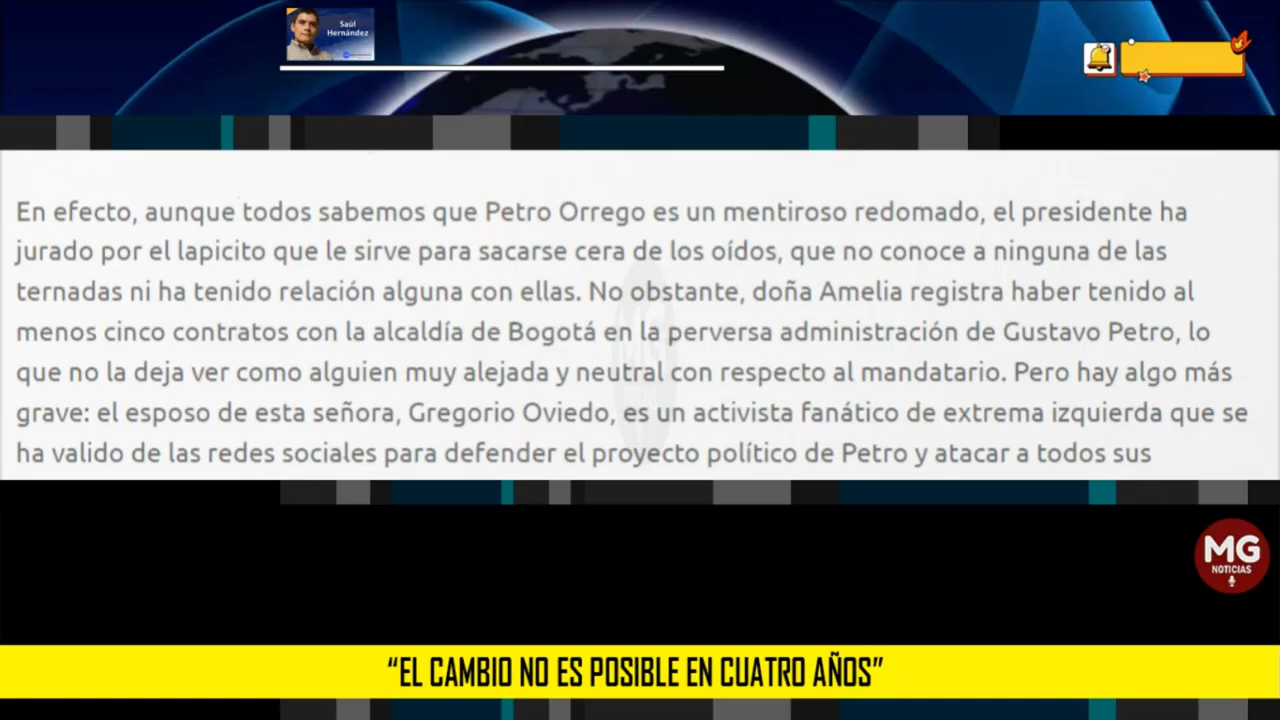 Saúl
Hernández
En efecto, aunque todos sabemos que Petro Orrego es un mentiroso redomado, el presidente ha
jurado por el lapicito que le sirve para sacarse cera de los oídos, que no conoce a ninguna de las
ternadas ni ha tenido relación alguna con ellas. No obstante, doña Amelia registra haber tenido al
menos cinco contratos con la alcaldía de Bogotá en la perversa administración de Gustavo Petro, lo
que no la deja ver como alguien muy alejada y neutral con respecto al mandatario. Pero hay algo más
grave: el esposo de esta señora, Gregorio Oviedo, es un activista fanático de extrema izquierda que se
ha valido de las redes sociales para defender el proyecto político de Petro y atacar a todos sus
MG
NOTICIAS
“EL CAMBIO NO ES POSIBLE EN CUATRO AÑOS”